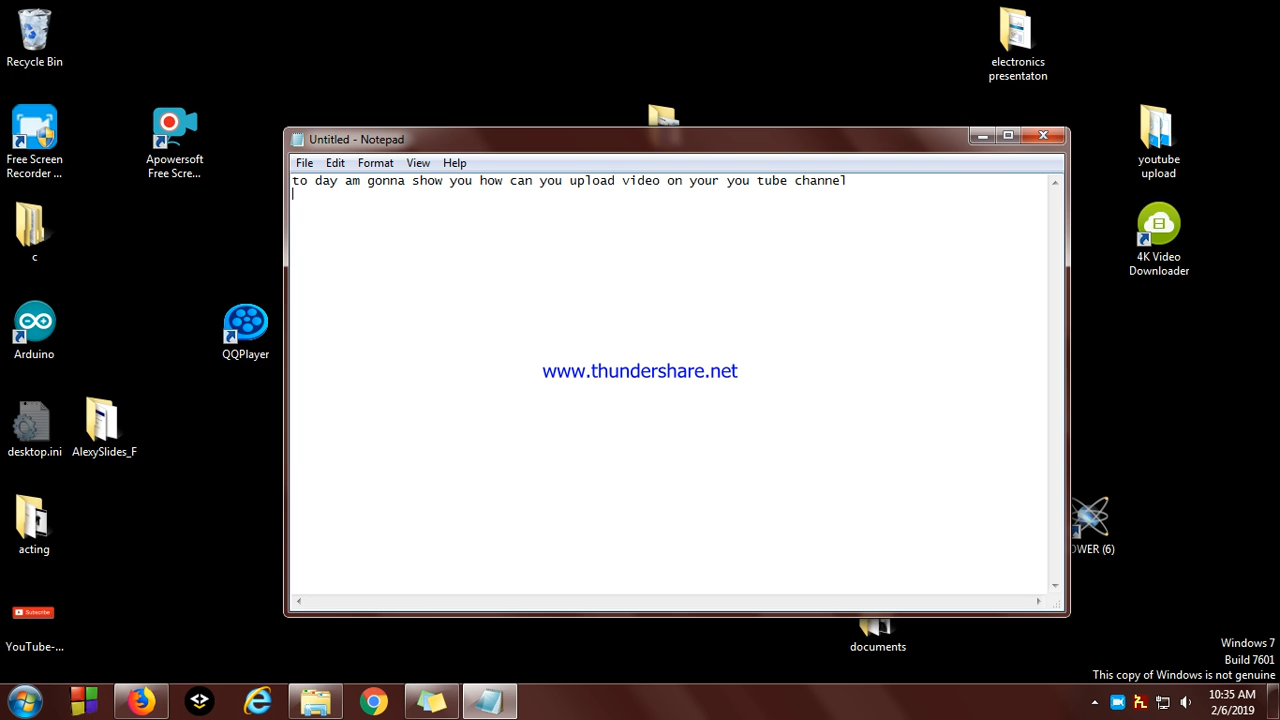 Recycle Bin
electronics
presentaton
Free Screen
Recorder ...
Apowersoft
Free Scre...
Untitled - Notepad
File Edit Format View Help
to day am gonna show you how can you upload video on your you tube channel
youtube
upload
c
4K Video
Downloader
Arduino
QQPlayer
www.thundershare.net
desktop.ini
AlexySlides_F
acting
OWER (6)
Subscribe
YouTube-...
documents
Windows 7
Build 7601
This copy of Windows is not genuine
10:35 AM
2/6/2019